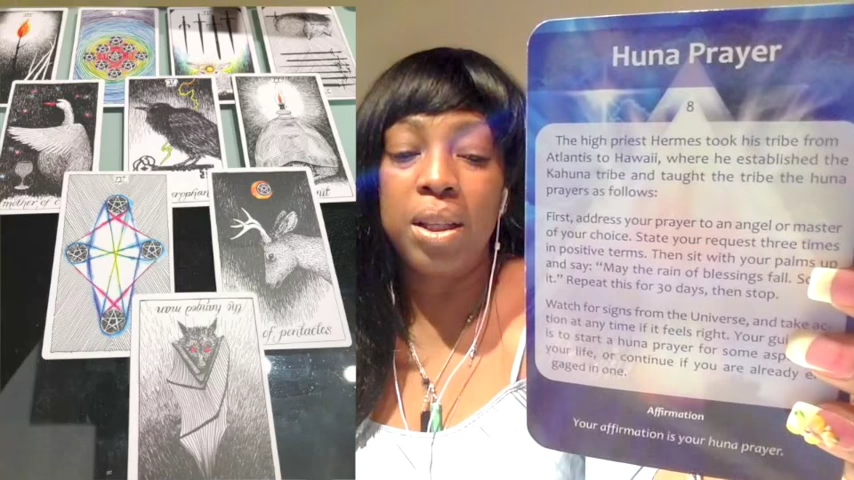 mother of
nit
IV
of pentacles
the hanged man
Huna Prayer
8
The high priest Hermes took his tribe from
Atlantis to Hawaii, where he established the
Kahuna tribe and taught the tribe the huna
prayers as follows:
First, address your prayer to an angel or master
of your choice. State your request three times
in positive terms. Then sit with your palms up
and say: “May the rain of blessings fall.
it.” Repeat this for 30 days, then stop.
Watch for signs from the Universe, and take ac-
tion at any time if it feels right. Your gui
is to start a huna prayer for some asp
your life, or continue if you are already e
gaged in one.
Affirmation
Your affirmation is your huna prayer.